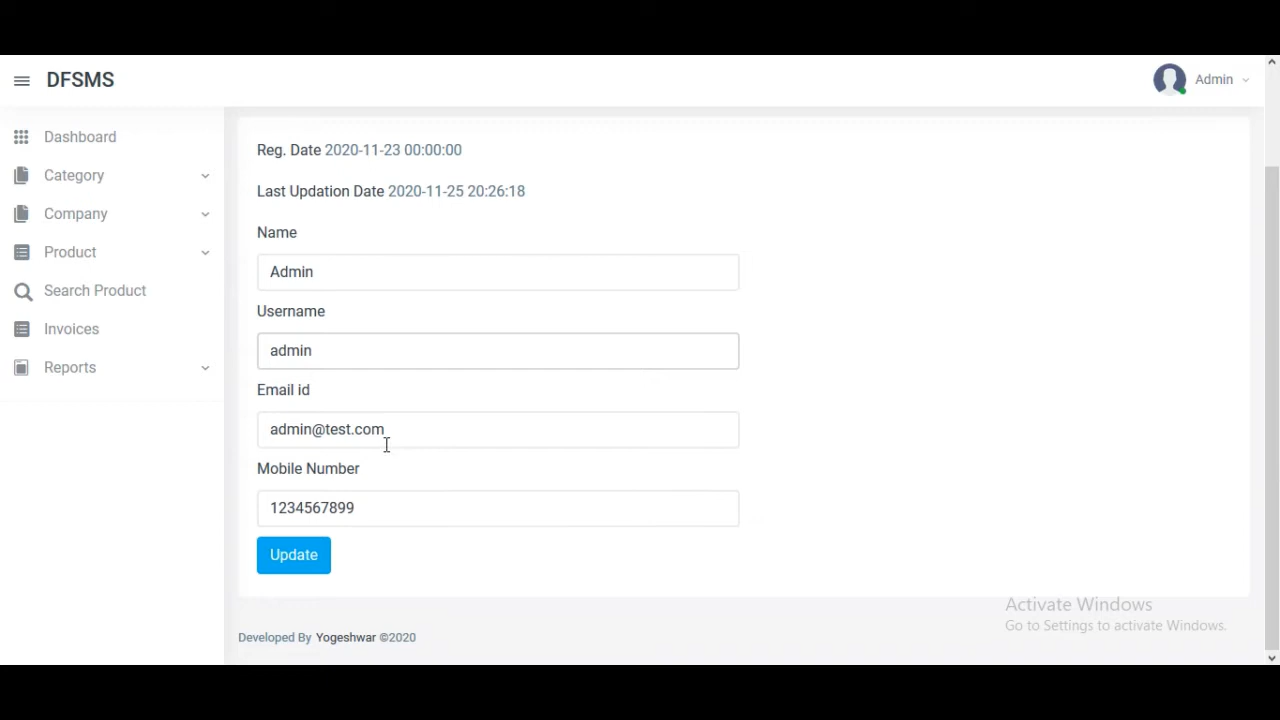 DFSMS
Admin
Dashboard
Category
Company
Product
Search Product
Invoices
Reports
Reg. Date 2020-11-23 00:00:00
Last Updation Date 2020-11-25 20:26:18
Name
Admin
Username
admin
Email id
admin@test.com
Mobile Number
1234567899
Update
Activate Windows
Go to Settings to activate Windows.
Developed By Yogeshwar ©2020